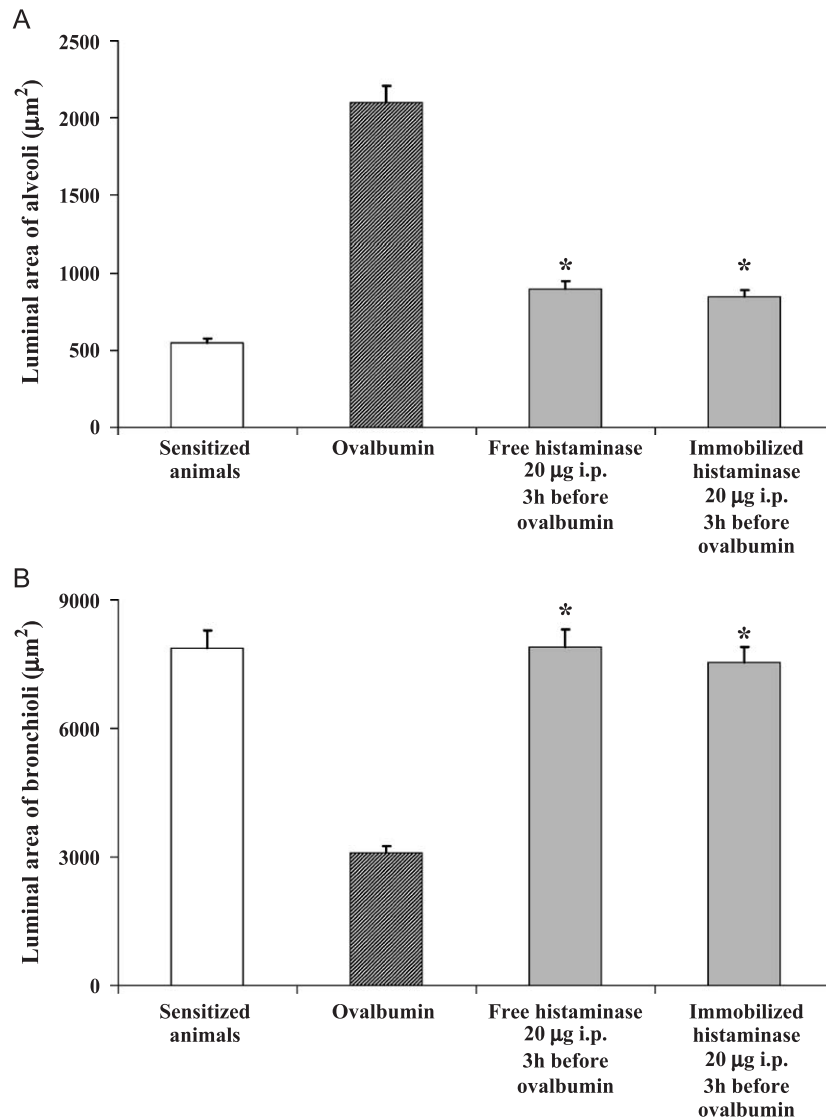 A
Luminal area of alveoli (μm²)
2500
2000
1500
1000
500
0
*
*
Sensitized
animals
Ovalbumin
Free histaminase
20 μg i.p.
3h before
ovalbumin
Immobilized
histaminase
20 μg i.p.
3h before
ovalbumin
B
Luminal area of bronchioli (μm²)
9000
6000
3000
0
*
*
Sensitized
animals
Ovalbumin
Free histaminase
20 μg i.p.
3h before
ovalbumin
Immobilized
histaminase
20 μg i.p.
3h before
ovalbumin